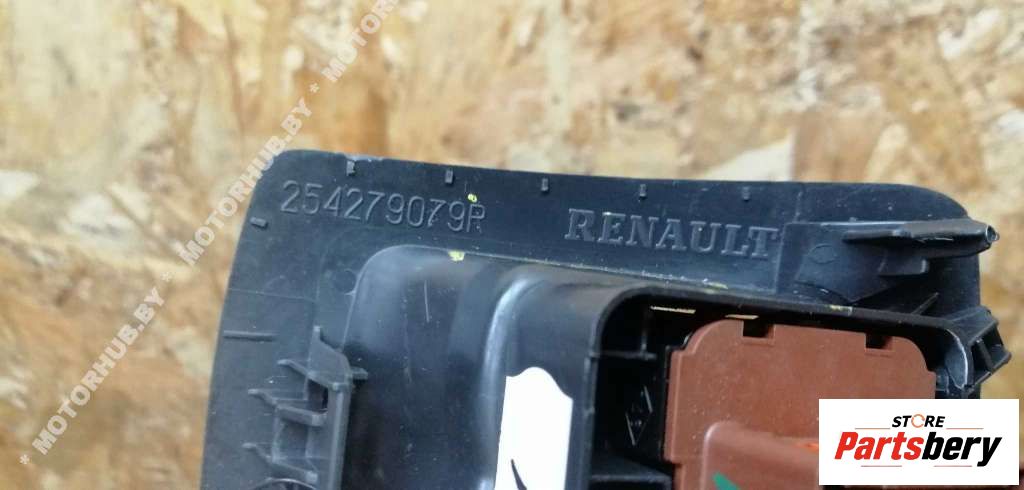 * MOTORHUB.BY * MOTORHUB.BY * MOTORHUB.BY *
254279079R
RENAULT
STORE
Partsbery